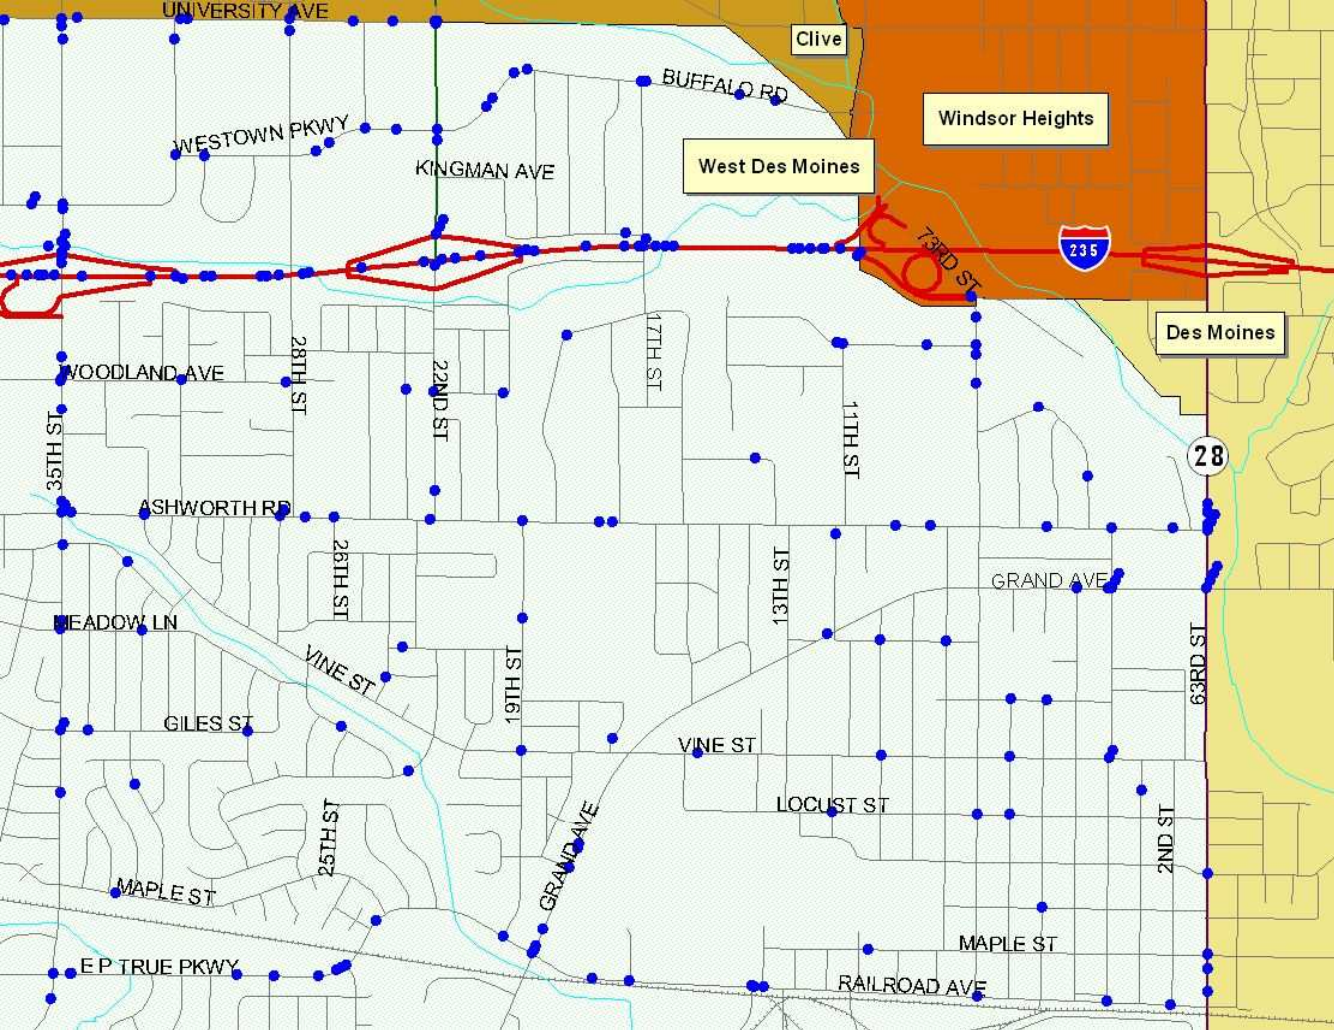 UNIVERSITY AVE
Clive
BUFFALO RD
Windsor Heights
WESTOWN PKWY
West Des Moines
KINGMAN AVE
73RD ST
235
Des Moines
17TH ST
28TH ST
WOODLAND AVE
22ND ST
11TH ST
35TH ST
28
ASHWORTH RD
26TH ST
13TH ST
GRAND AVE
MEADOW LN
63RD ST
VINE ST
19TH ST
GILES ST
VINE ST
LOCUST ST
25TH ST
GRAND AVE
2ND ST
MAPLE ST
MAPLE ST
E P TRUE PKWY
RAILROAD AVE